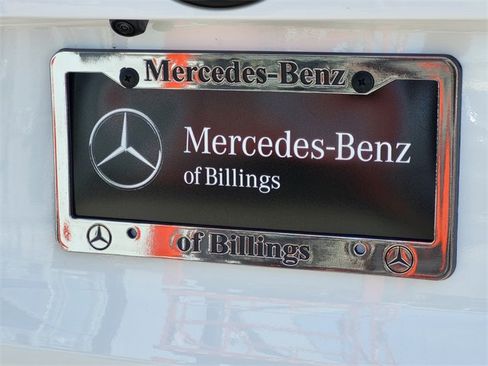 Mercedes-Benz
Mercedes-Benz
of Billings
of Billings